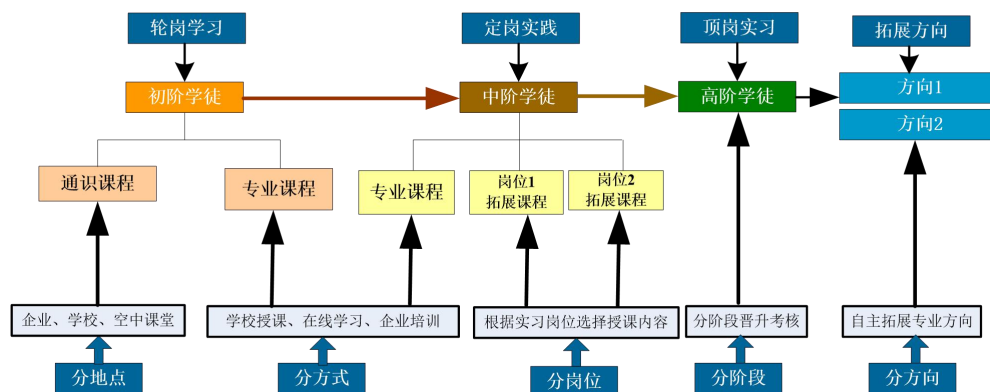 轮岗学习
定岗实践
顶岗实习
拓展方向
初阶学徒
中阶学徒
高阶学徒
方向1
方向2
通识课程
专业课程
专业课程
岗位1
拓展课程
岗位2
拓展课程
企业、学校、空中课堂
学校授课、在线学习、企业培训
根据实习岗位选择授课内容
分阶段晋升考核
自主拓展专业方向
分地点
分方式
分岗位
分阶段
分方向